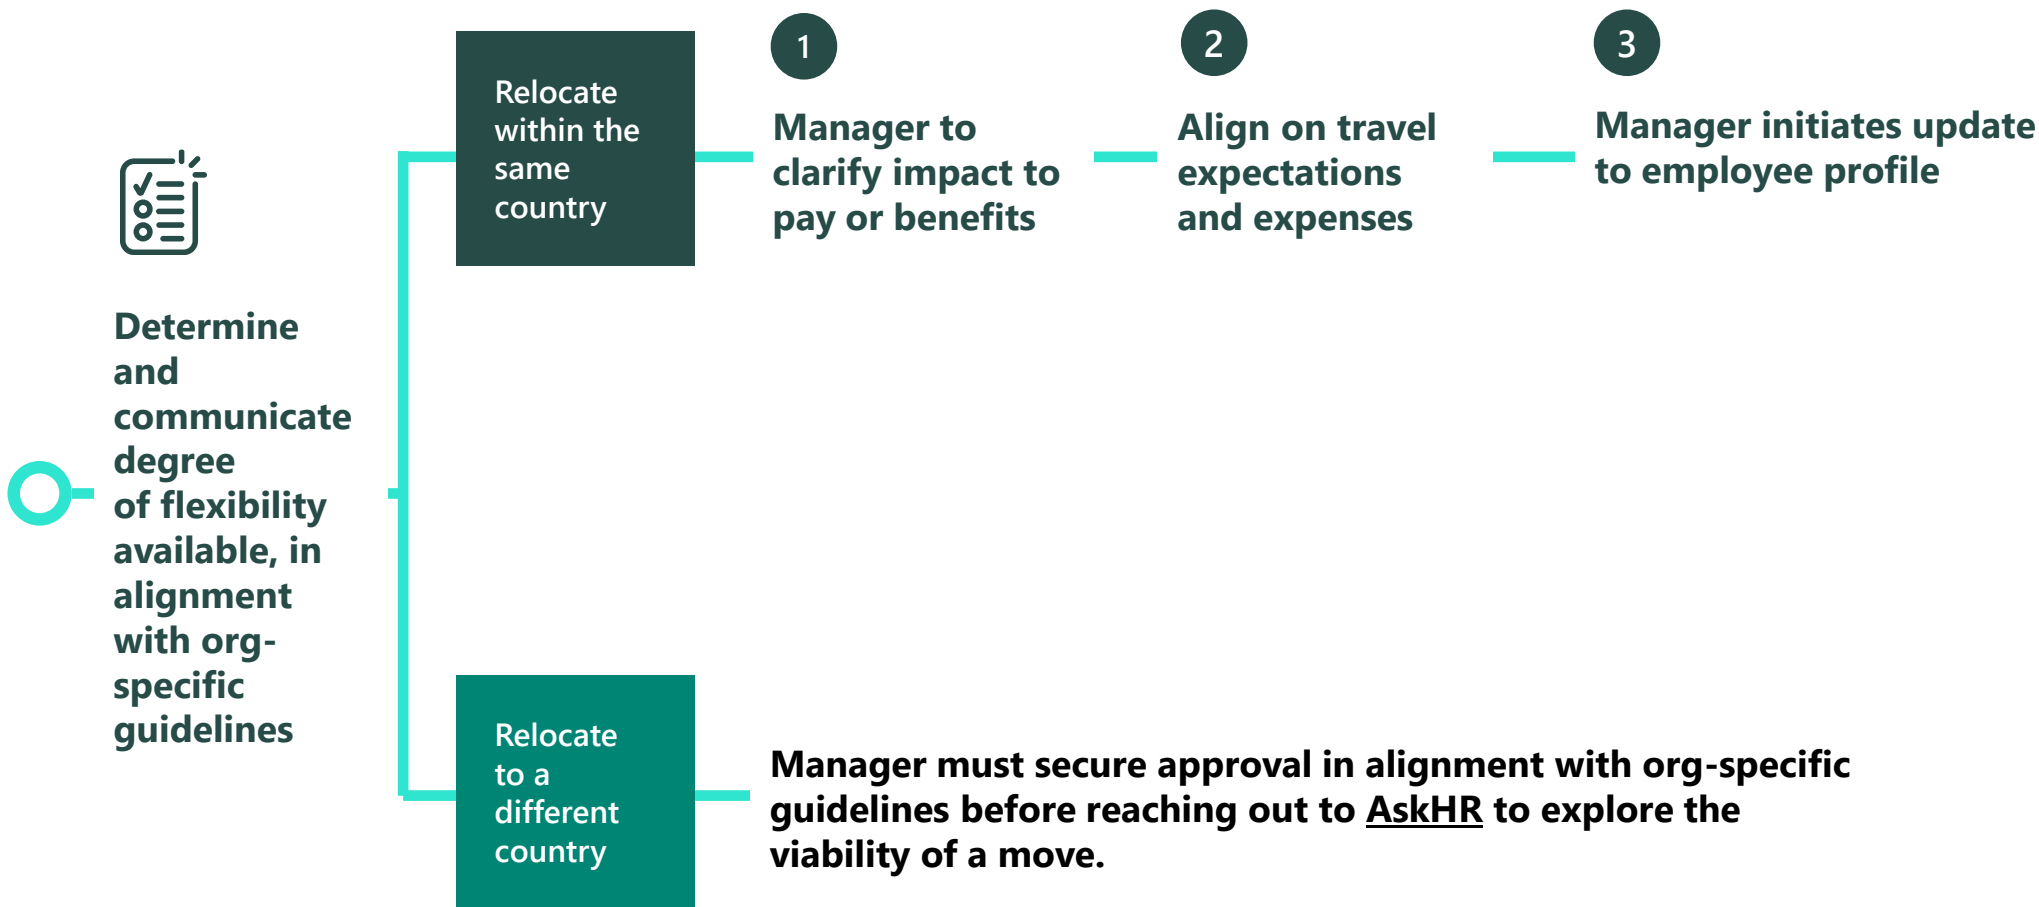 Determine
and
communicate
degree
of flexibility
available, in
alignment
with org-
specific
guidelines
Relocate
within the
same
country
1
Manager to
clarify impact to
pay or benefits
2
Align on travel
expectations
and expenses
3
Manager initiates update
to employee profile
Relocate
to a
different
country
Manager must secure approval in alignment with org-specific
guidelines before reaching out to AskHR to explore the
viability of a move.